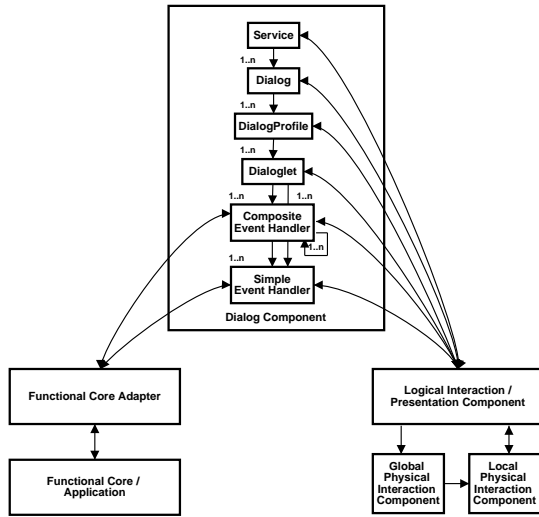 Service
1..n
Dialog
1..n
DialogProfile
1..n
Dialoglet
1..n
1..n
Composite
Event Handler
1..n
1..n
Simple
Event Handler
Dialog Component
Functional Core Adapter
Logical Interaction /
Presentation Component
Functional Core /
Application
Global
Physical
Interaction
Component
Local
Physical
Interaction
Component